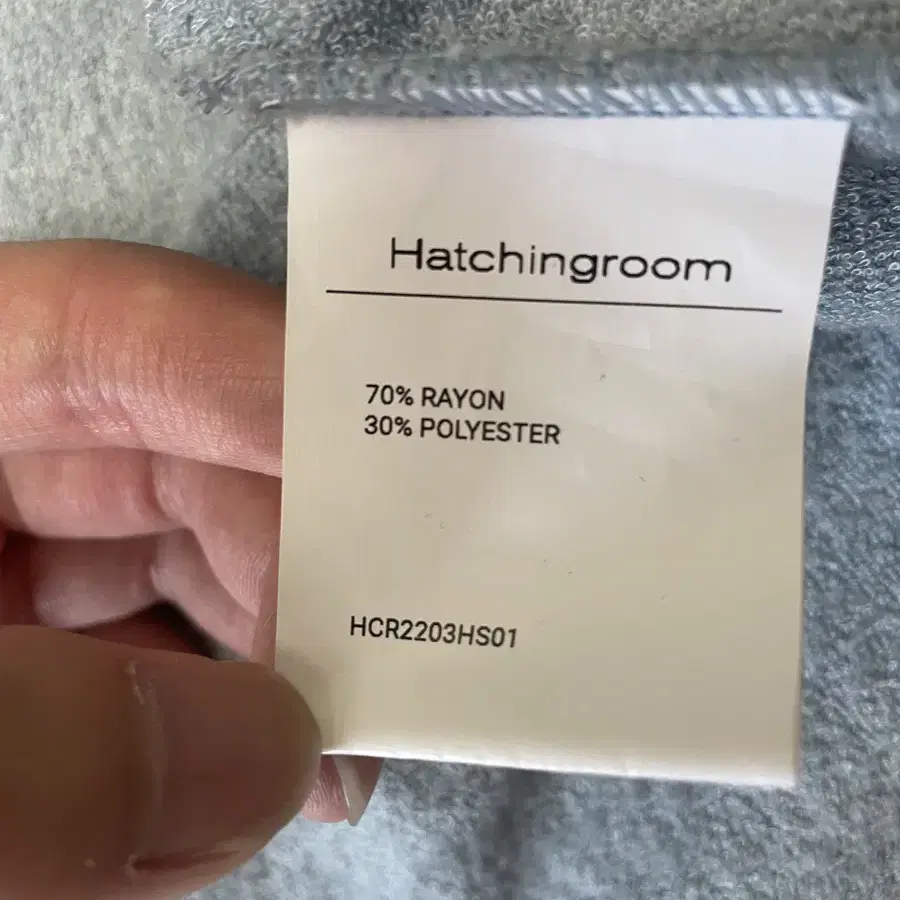 Hatchingroom
70% RAYON
30% POLYESTER
HCR2203HS01